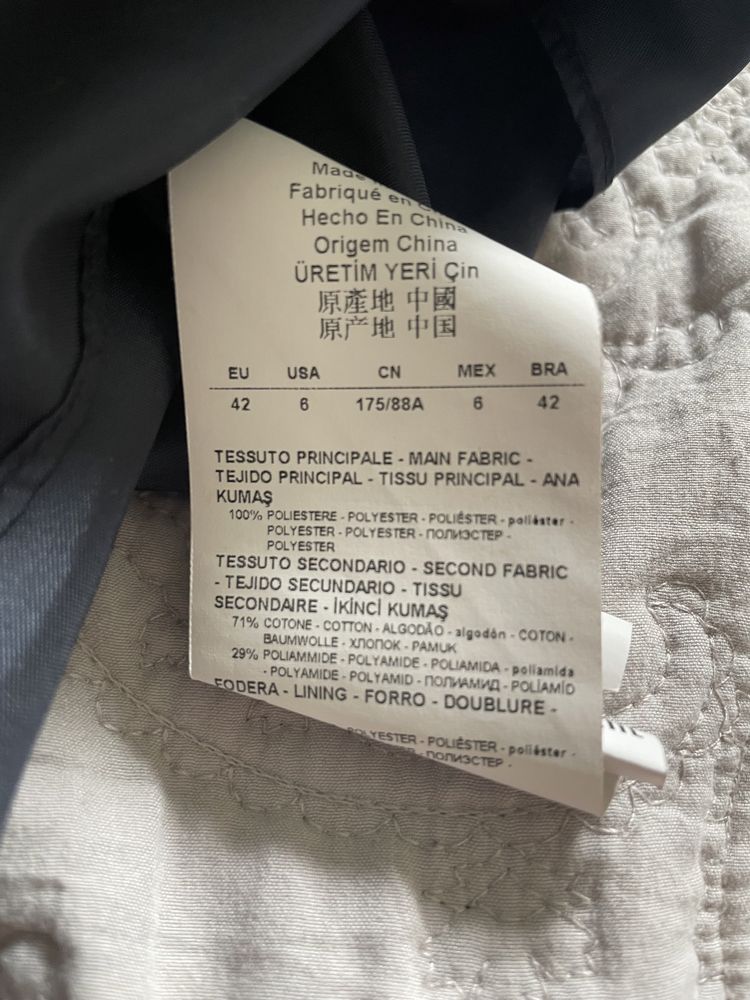 Made
Fabriqué en
Hecho En China
Origem China
ÜRETİM YERİ Çin
原產地 中國
原产地 中国
EU USA CN MEX BRA
42 6 175/88A 6 42
TESSUTO PRINCIPALE - MAIN FABRIC -
TEJIDO PRINCIPAL - TISSU PRINCIPAL - ANA
KUMAŞ
100% POLIESTERE - POLYESTER - POLIÉSTER - poliéster -
POLYESTER - POLYESTER - ПОЛИЭСТЕР -
POLYESTER
TESSUTO SECONDARIO - SECOND FABRIC
- TEJIDO SECUNDARIO - TISSU
SECONDAIRE - İKİNCİ KUMAŞ
71% COTONE - COTTON - ALGODÃO - algodón - COTON -
BAUMWOLLE - ХЛОПОК - PAMUK
29% POLIAMMIDE - POLYAMIDE - POLIAMIDA - poliamida
- POLYAMIDE - POLYAMID - ПОЛИАМИД - POLİAMİD
FODERA - LINING - FORRO - DOUBLURE -
POLYESTER - POLIÉSTER - poliéster -
- ПОЛИЭСТЕР -